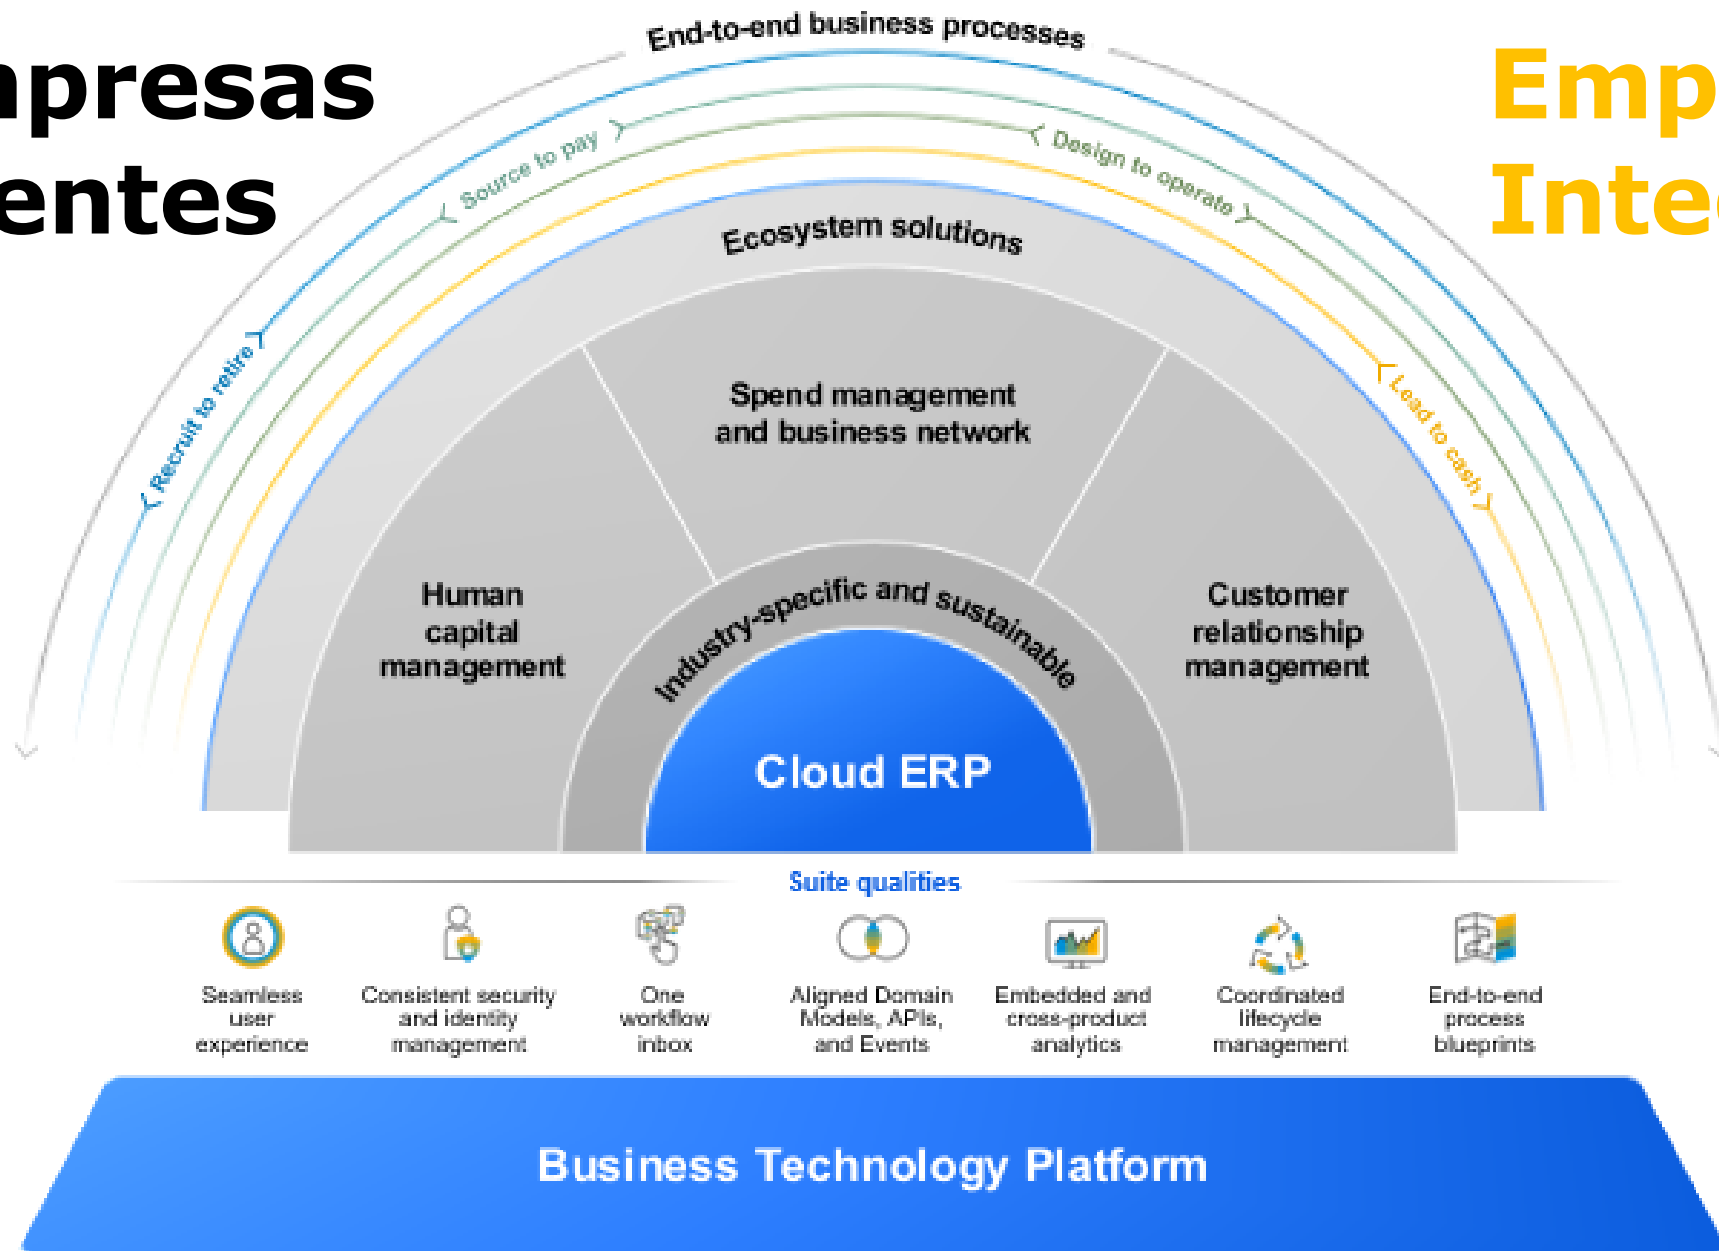 End-to-end business processes
mpresas
entes
Emp
Inte
Source to pay
Design to operate
Recruit to retire
Lead to cash
Ecosystem solutions
Spend management
and business network
Human
capital
management
Customer
relationship
management
Industry-specific and sustainable
Cloud ERP
Suite qualities
Seamless
user
experience
Consistent security
and identity
management
One
workflow
inbox
Aligned Domain
Models, APIs,
and Events
Embedded and
cross-product
analytics
Coordinated
lifecycle
management
End-to-end
process
blueprints
Business Technology Platform